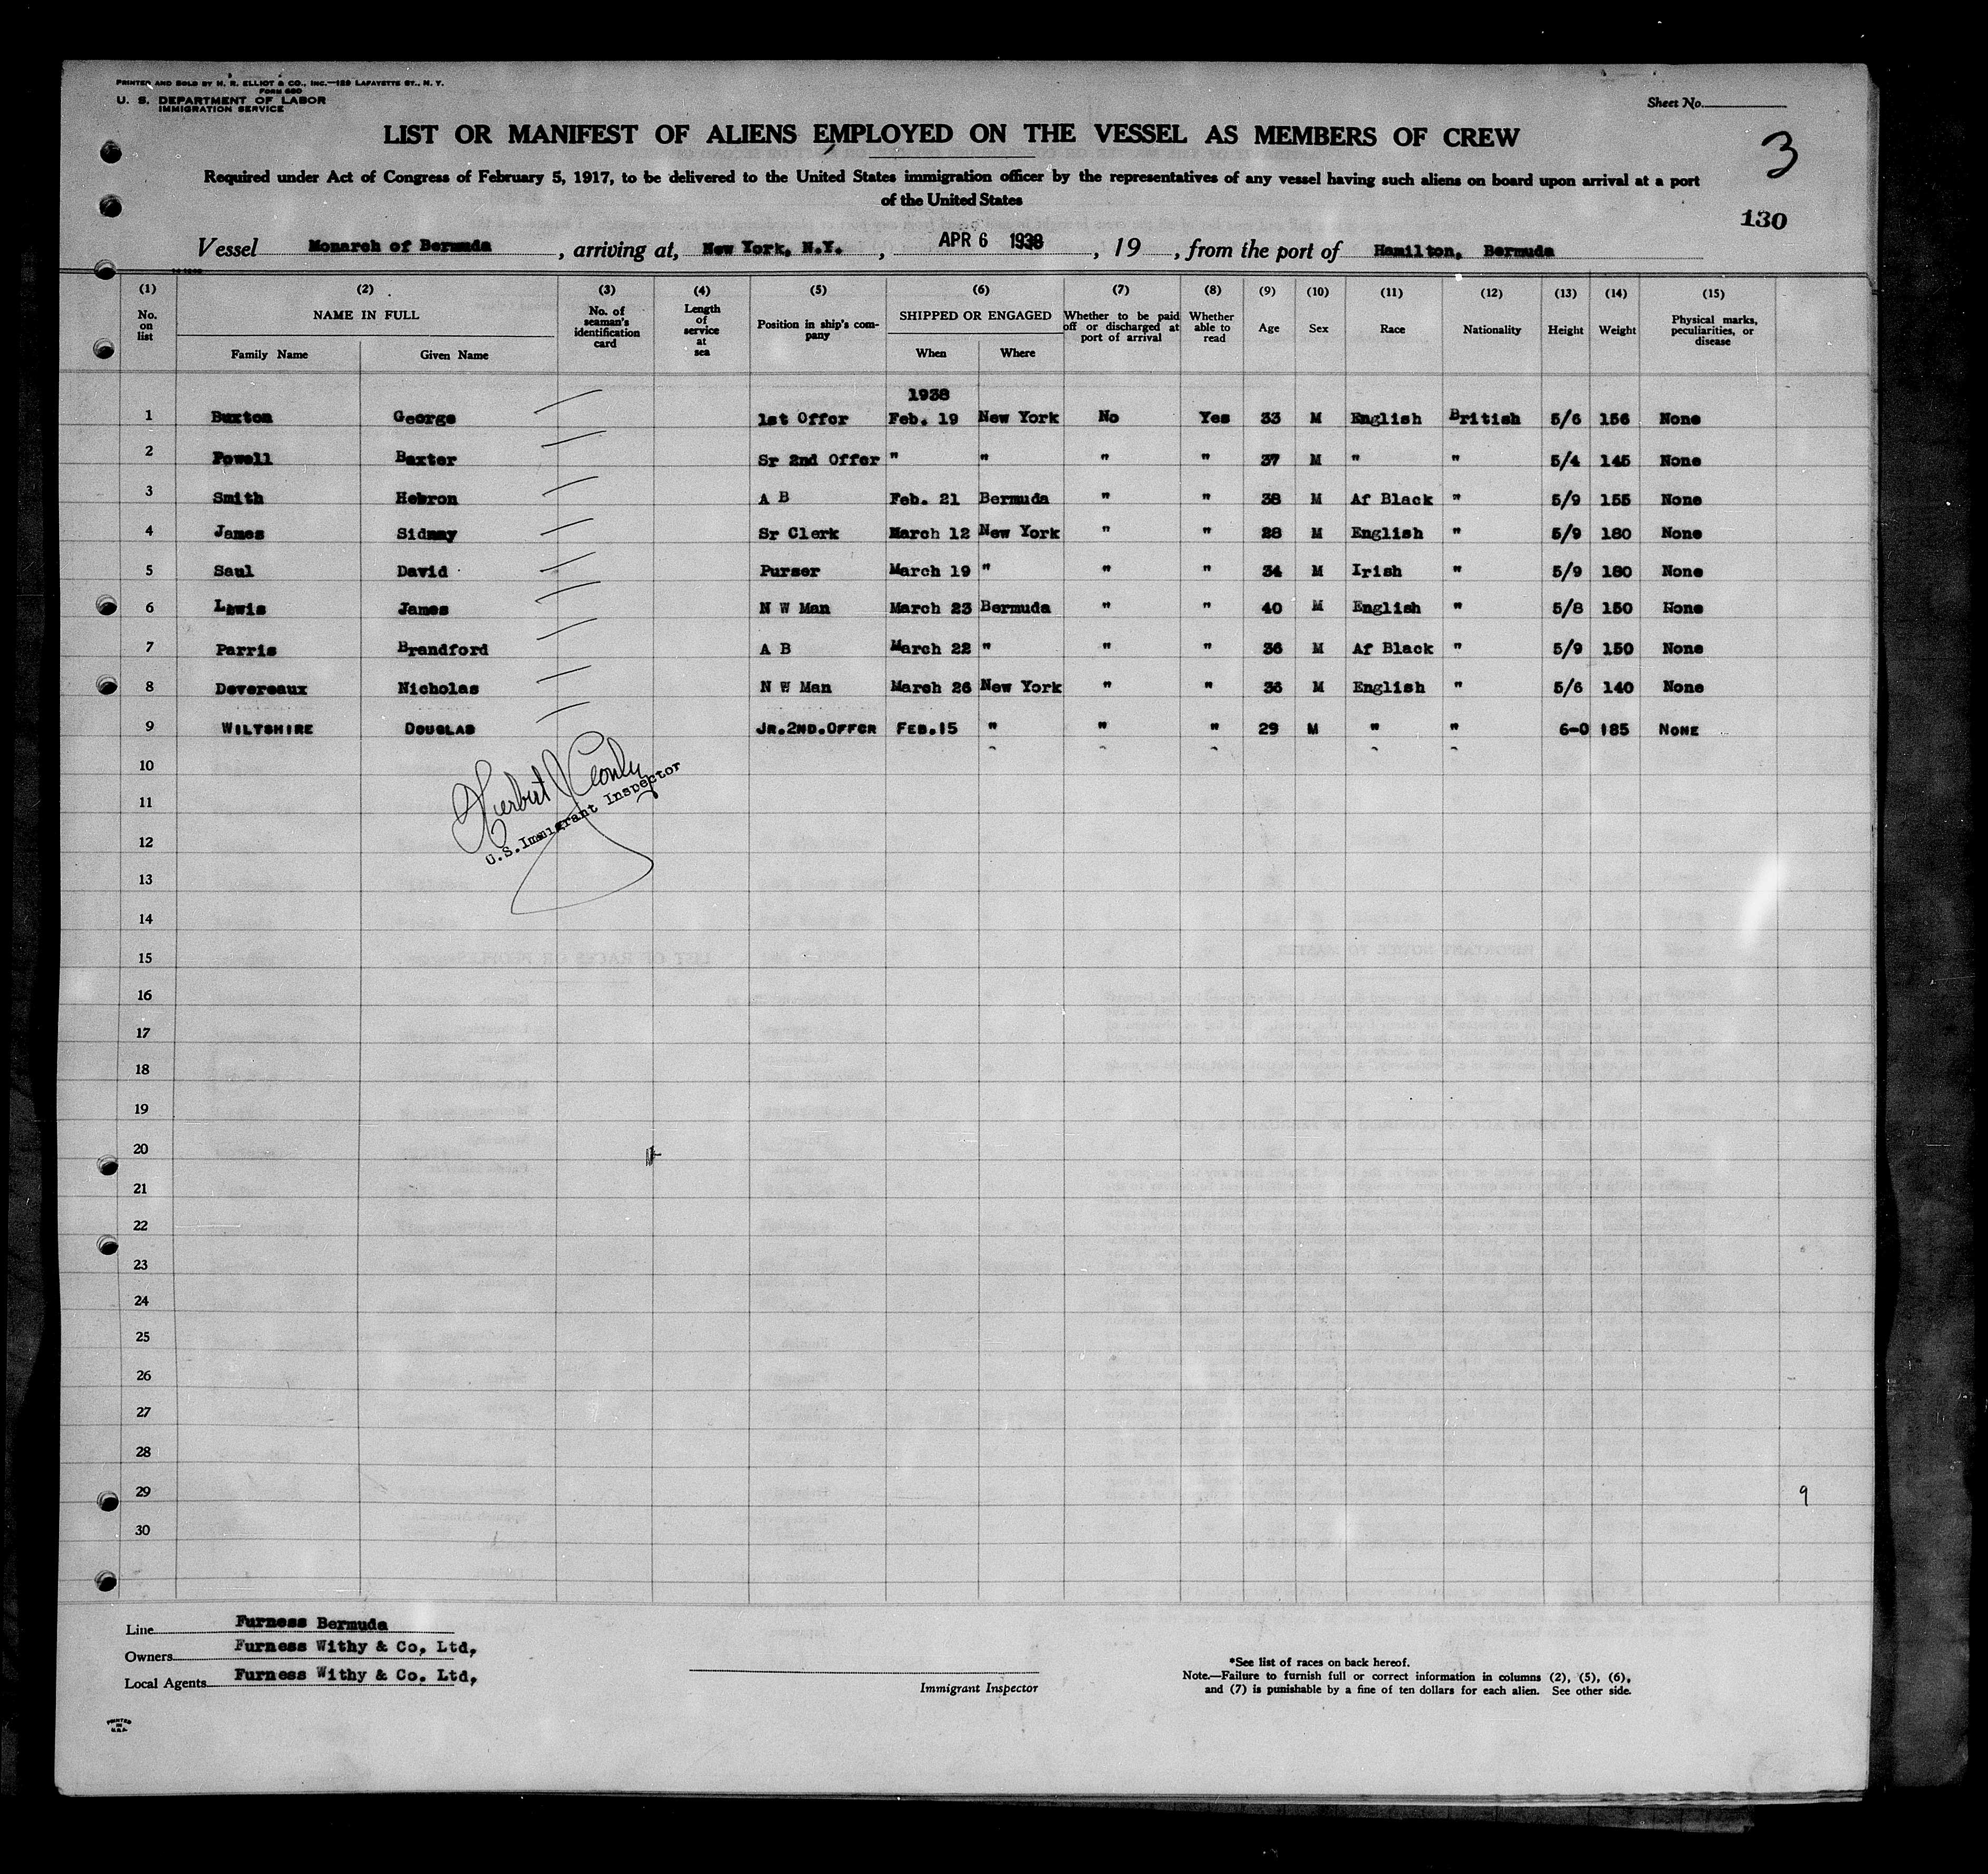 PRINTED AND SOLD BY H. R. ELLIOT & CO., INC.—129 LAFAYETTE ST., N. Y.
FORM 680
U. S. DEPARTMENT OF LABOR
IMMIGRATION SERVICE
Sheet No.
LIST OR MANIFEST OF ALIENS EMPLOYED ON THE VESSEL AS MEMBERS OF CREW
3
Required under Act of Congress of February 5, 1917, to be delivered to the United States immigration officer by the representatives of any vessel having such aliens on board upon arrival at a port
of the United States
130
Vessel Monarch of Bermuda, arriving at, New York, N.Y., APR 6 1938, 19 , from the port of Hamilton, Bermuda
(1) (2) (3) (4) (5) (6) (7) (8) (9) (10) (11) (12) (13) (14) (15)
No. on list NAME IN FULL Family Name Given Name No. of seaman's identification card Length of service at sea Position in ship's company SHIPPED OR ENGAGED When Where Whether to be paid off or discharged at port of arrival Whether able to read Age Sex Race Nationality Height Weight Physical marks, peculiarities, or disease
1938
1 Buxton George 1st Offcr Feb. 19 New York No Yes 33 M English British 5/6 156 None
2 Powell Baxter Sr 2nd Offcr " " " " 37 M " " 5/4 145 None
3 Smith Hebron A B Feb. 21 Bermuda " " 38 M Af Black " 5/9 155 None
4 James Sidnay Sr Clerk March 12 New York " " 28 M English " 5/9 180 None
5 Saul David Purser March 19 " " " 34 M Irish " 5/9 180 None
6 Lewis James N W Man March 23 Bermuda " " 40 M English " 5/8 150 None
7 Parris Brandford A B March 22 " " " 36 M Af Black " 5/9 150 None
8 Devereaux Nicholas N W Man March 26 New York " " 36 M English " 5/6 140 None
9 WILTSHIRE DOUGLAS JR.2ND.OFFCR FEB.15 " " " 29 M " " 6-0 185 NONE
10
Herbert J
U.S.Immigrant Inspector
11
12
13
14
15
16
17
18
19
20
21
22
23
24
25
26
27
28
29 9
30
Line Furness Bermuda
Owners Furness Withy & Co, Ltd,
Local Agents Furness Withy & Co. Ltd,
Immigrant Inspector
*See list of races on back hereof.
Note.—Failure to furnish full or correct information in columns (2), (5), (6),
and (7) is punishable by a fine of ten dollars for each alien. See other side.
PRINTED
IN
U.S.A.